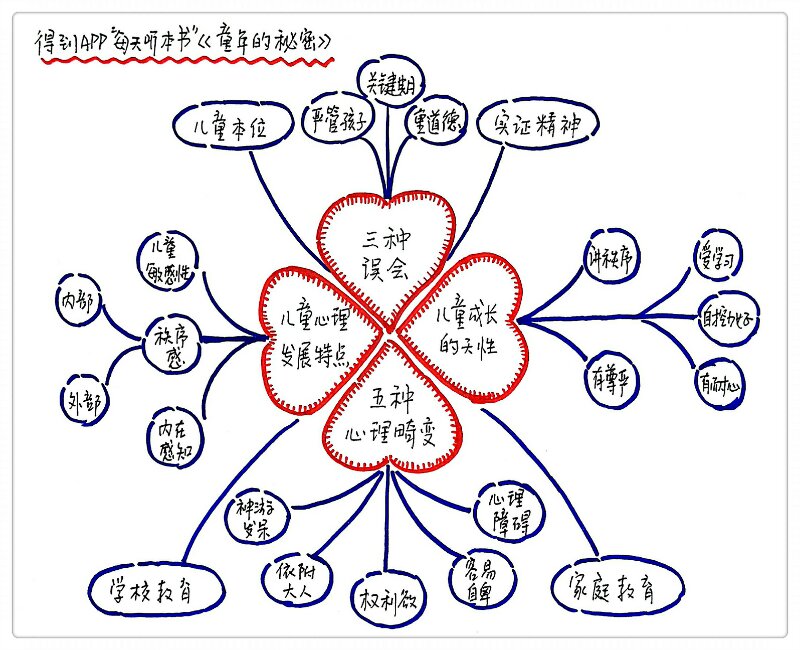 得到APP"每天听本书"《童年的秘密》
关键期
严管孩子
重道德
儿童本位
实证精神
三种
误会
儿童
敏感性
内部
秩序
感
外部
内在
感知
儿童心理
发展特点
儿童成长
的天性
讲秩序
爱学习
自控力好
有尊严
有耐心
五种
心理畸变
神游
发呆
依附
大人
权利欲
容易
自卑
心理
障碍
学校教育
家庭教育